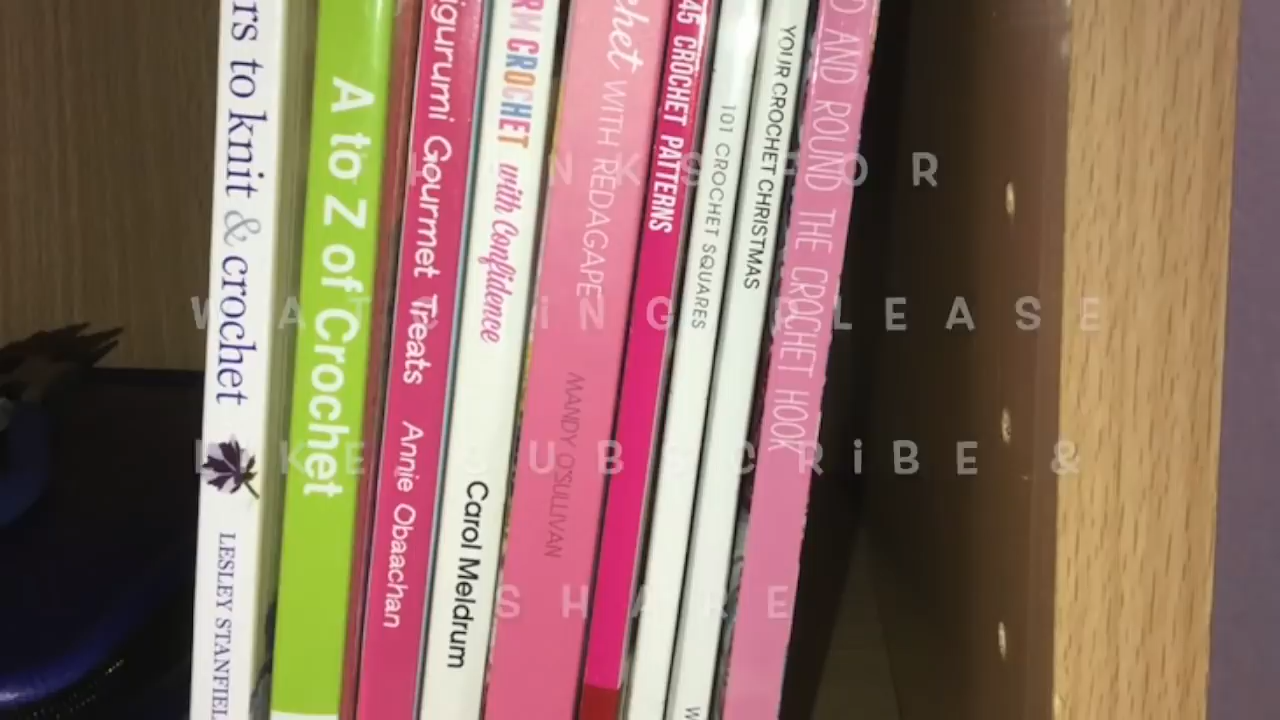 rs to knit & crochet LESLEY STANFIEL
A to Z of Crochet
igurumi Gourmet Treats Annie Obaachan
RM CROCHET with Confidence Carol Meldrum
chet WITH REDAGAPE MANDY O'SULLIVAN
45 CROCHET PATTERNS
101 CROCHET SQUARES
YOUR CROCHET CHRISTMAS W
D AND ROUND THE CROCHET HOOK
THANKS FOR
WATCHING PLEASE
LIKE SUBSCRIBE &
SHARE